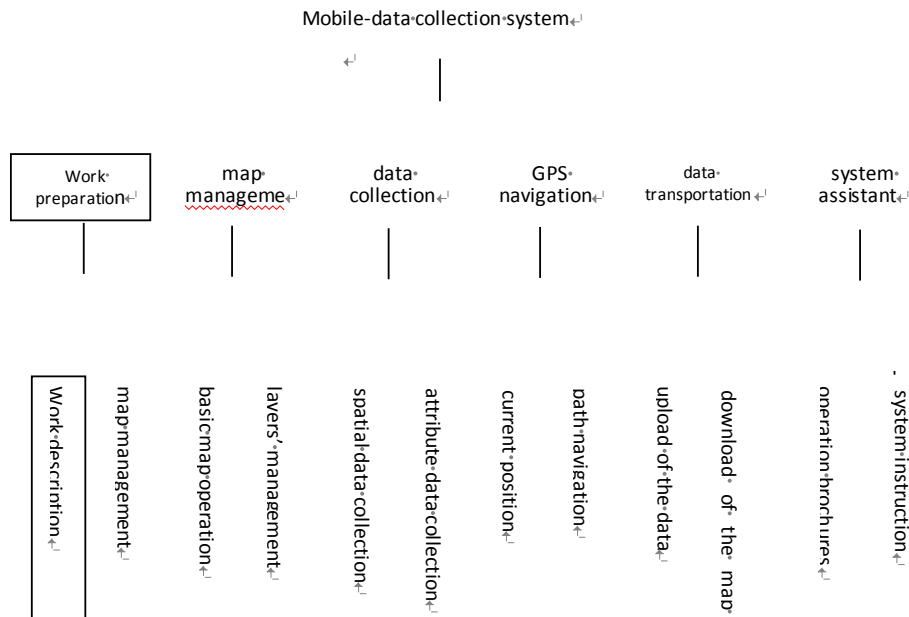 Mobile-data collection system
Work
preparation
map
manageme
data
collection
GPS
navigation
data
transportation
system
assistant
Work description
map management
basic map operation
layers' management
spatial data collection
attribute data collection
current position
path navigation
upload of the data
download of the map
operation brochures
system instruction